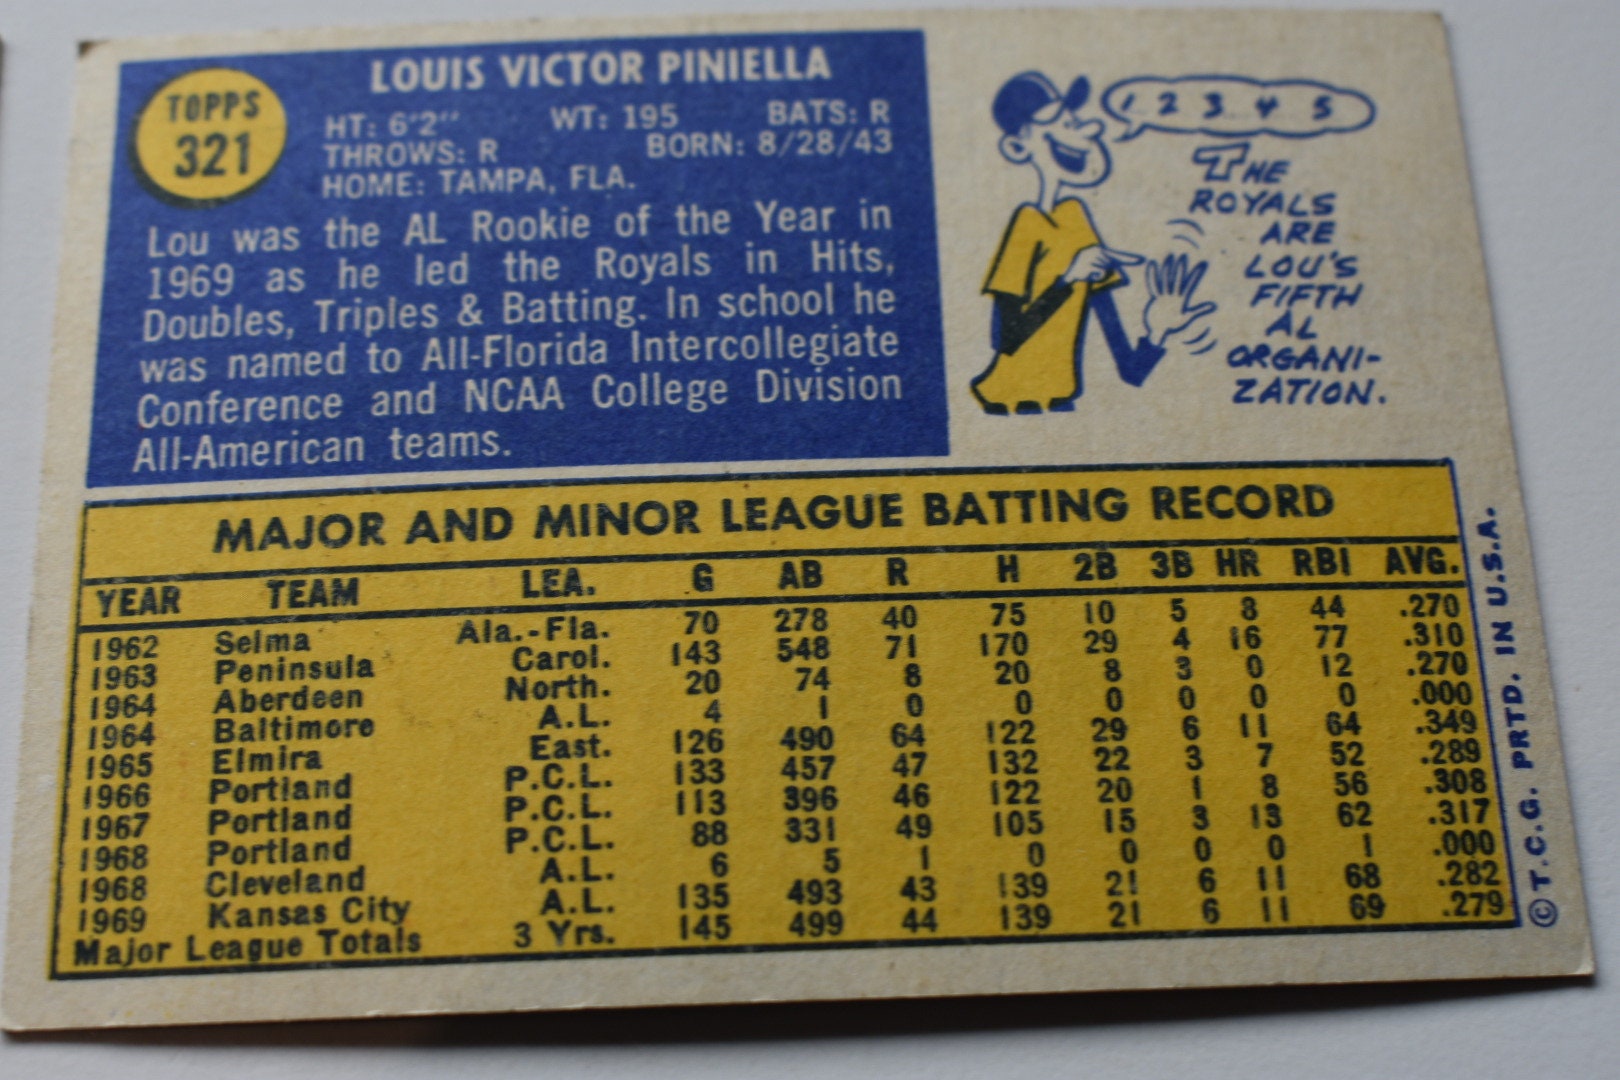 TOPPS
321
LOUIS VICTOR PINIELLA
HT: 6'2" WT: 195 BATS: R
THROWS: R BORN: 8/28/43
HOME: TAMPA, FLA.
Lou was the AL Rookie of the Year in
1969 as he led the Royals in Hits,
Doubles, Triples & Batting. In school he
was named to All-Florida Intercollegiate
Conference and NCAA College Division
All-American teams.
1 2 3 4 5
THE
ROYALS
ARE
LOU'S
FIFTH
AL
ORGANI-
ZATION.
MAJOR AND MINOR LEAGUE BATTING RECORD
YEAR TEAM LEA. G AB R H 2B 3B HR RBI AVG.
1962 Selma Ala.-Fla. 70 278 40 75 10 5 8 44 .270
1963 Peninsula Carol. 143 548 71 170 29 4 16 77 .310
1964 Aberdeen North. 20 74 8 20 8 3 0 12 .270
1964 Baltimore A.L. 4 1 0 0 0 0 0 0 .000
1965 Elmira East. 126 490 64 122 29 6 11 64 .349
1966 Portland P.C.L. 133 457 47 132 22 3 7 52 .289
1967 Portland P.C.L. 113 396 46 122 20 1 8 56 .308
1968 Portland P.C.L. 88 331 49 105 15 3 13 62 .317
1968 Cleveland A.L. 6 5 1 0 0 0 0 1 .000
1969 Kansas City A.L. 135 493 43 139 21 6 11 68 .282
Major League Totals 3 Yrs. 145 499 44 139 21 6 11 69 .279
© T.C.G. PRTD. IN U.S.A.